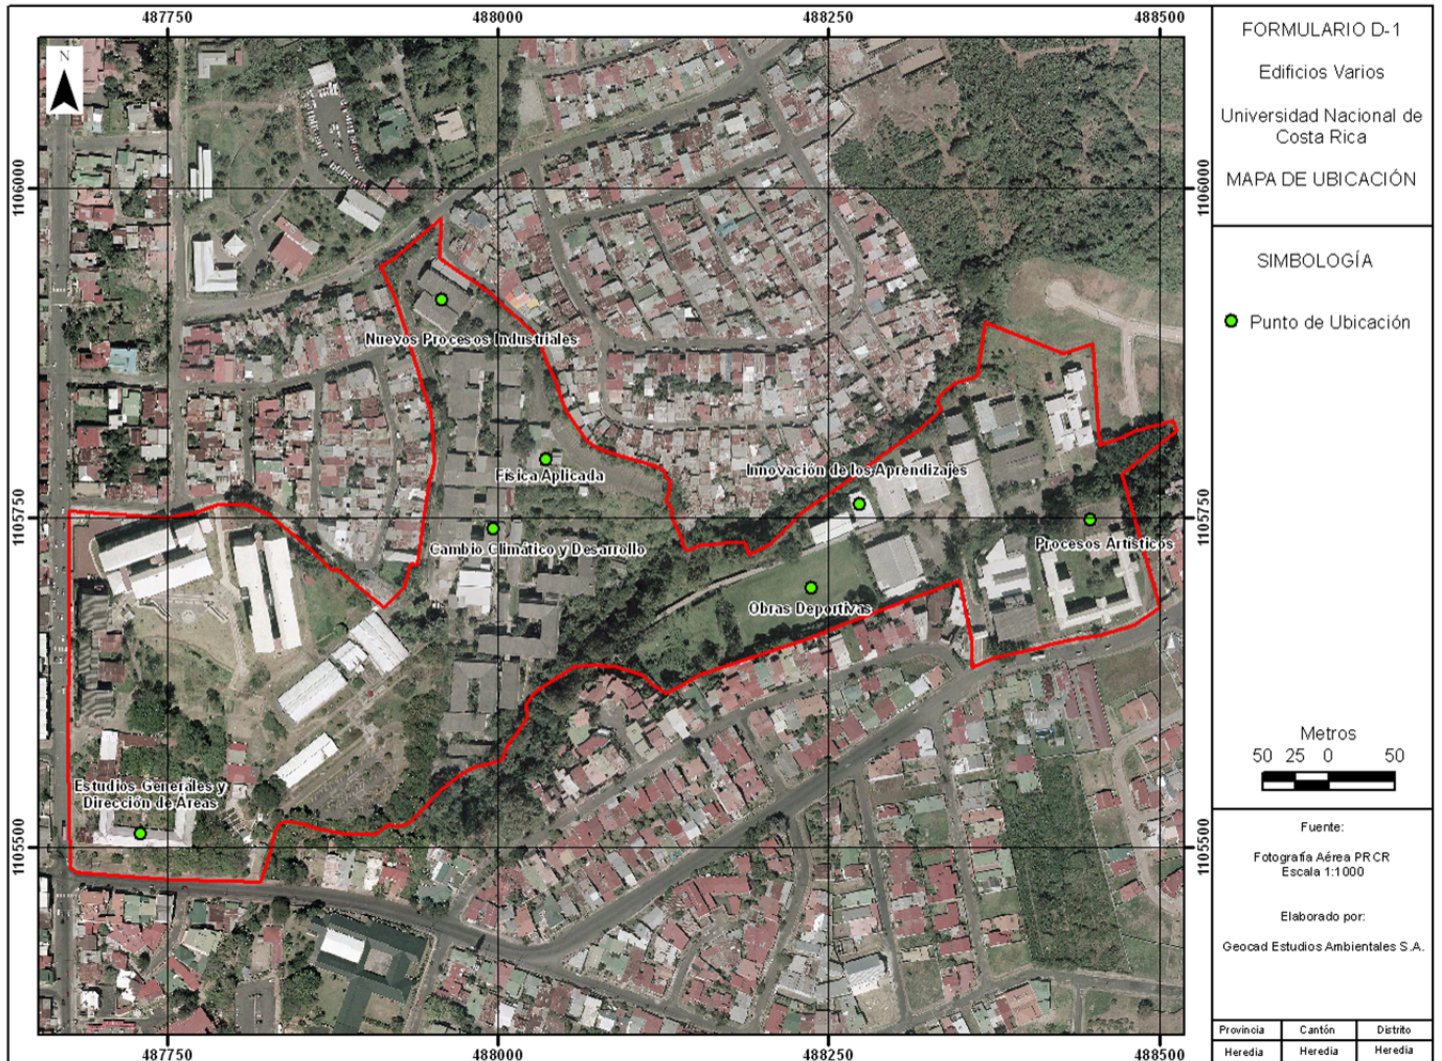 487750
488000
488250
488500
N
1106000
1106000
Nuevos Procesos Industriales
Física Aplicada
Innovación de los Aprendizajes
1105750
1105750
Cambio Climático y Desarrollo
Procesos Artísticos
Obras Deportivas
Estudios Generales y
Dirección de Áreas
1105500
1105500
487750
488000
488250
488500
FORMULARIO D-1
Edificios Varios
Universidad Nacional de
Costa Rica
MAPA DE UBICACIÓN
SIMBOLOGÍA
Punto de Ubicación
Metros
50 25 0 50
Fuente:
Fotografía Aérea PRCR
Escala 1:1000
Elaborado por:
Geocad Estudios Ambientales S.A.
Provincia Cantón Distrito
Heredia Heredia Heredia